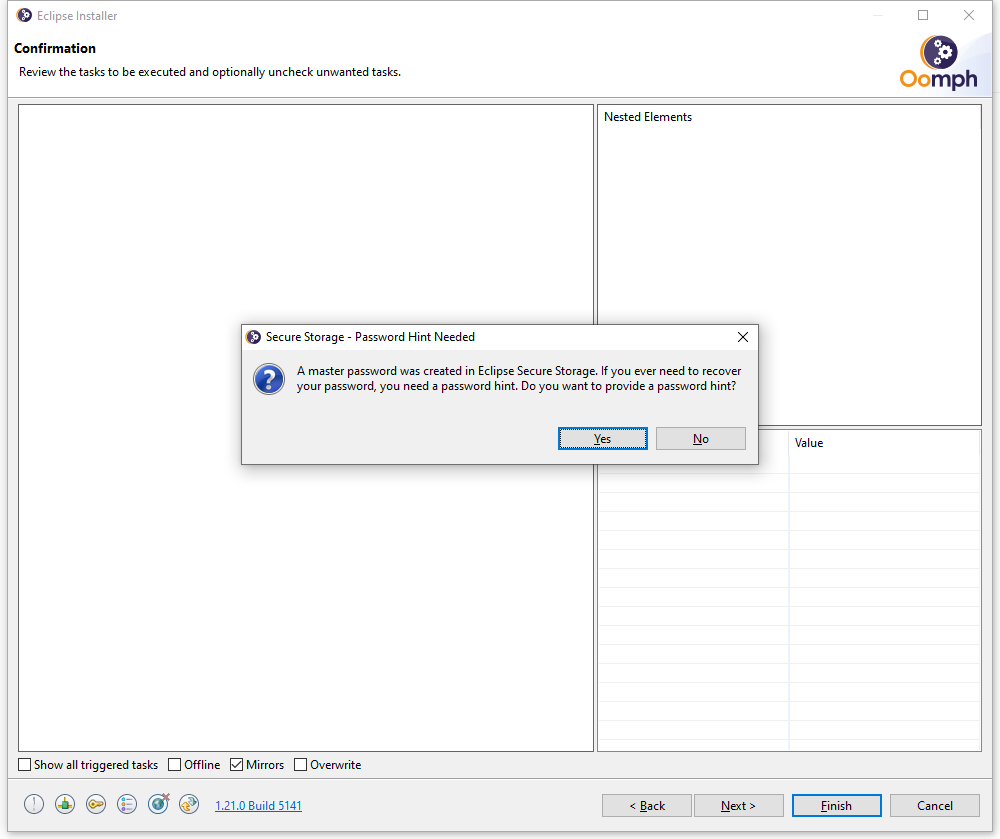 Eclipse Installer
Confirmation
Review the tasks to be executed and optionally uncheck unwanted tasks.
Oomph
Nested Elements
Secure Storage - Password Hint Needed
A master password was created in Eclipse Secure Storage. If you ever need to recover
your password, you need a password hint. Do you want to provide a password hint?
Yes No
Value
Show all triggered tasks Offline Mirrors Overwrite
1.21.0 Build 5141 < Back Next > Finish Cancel